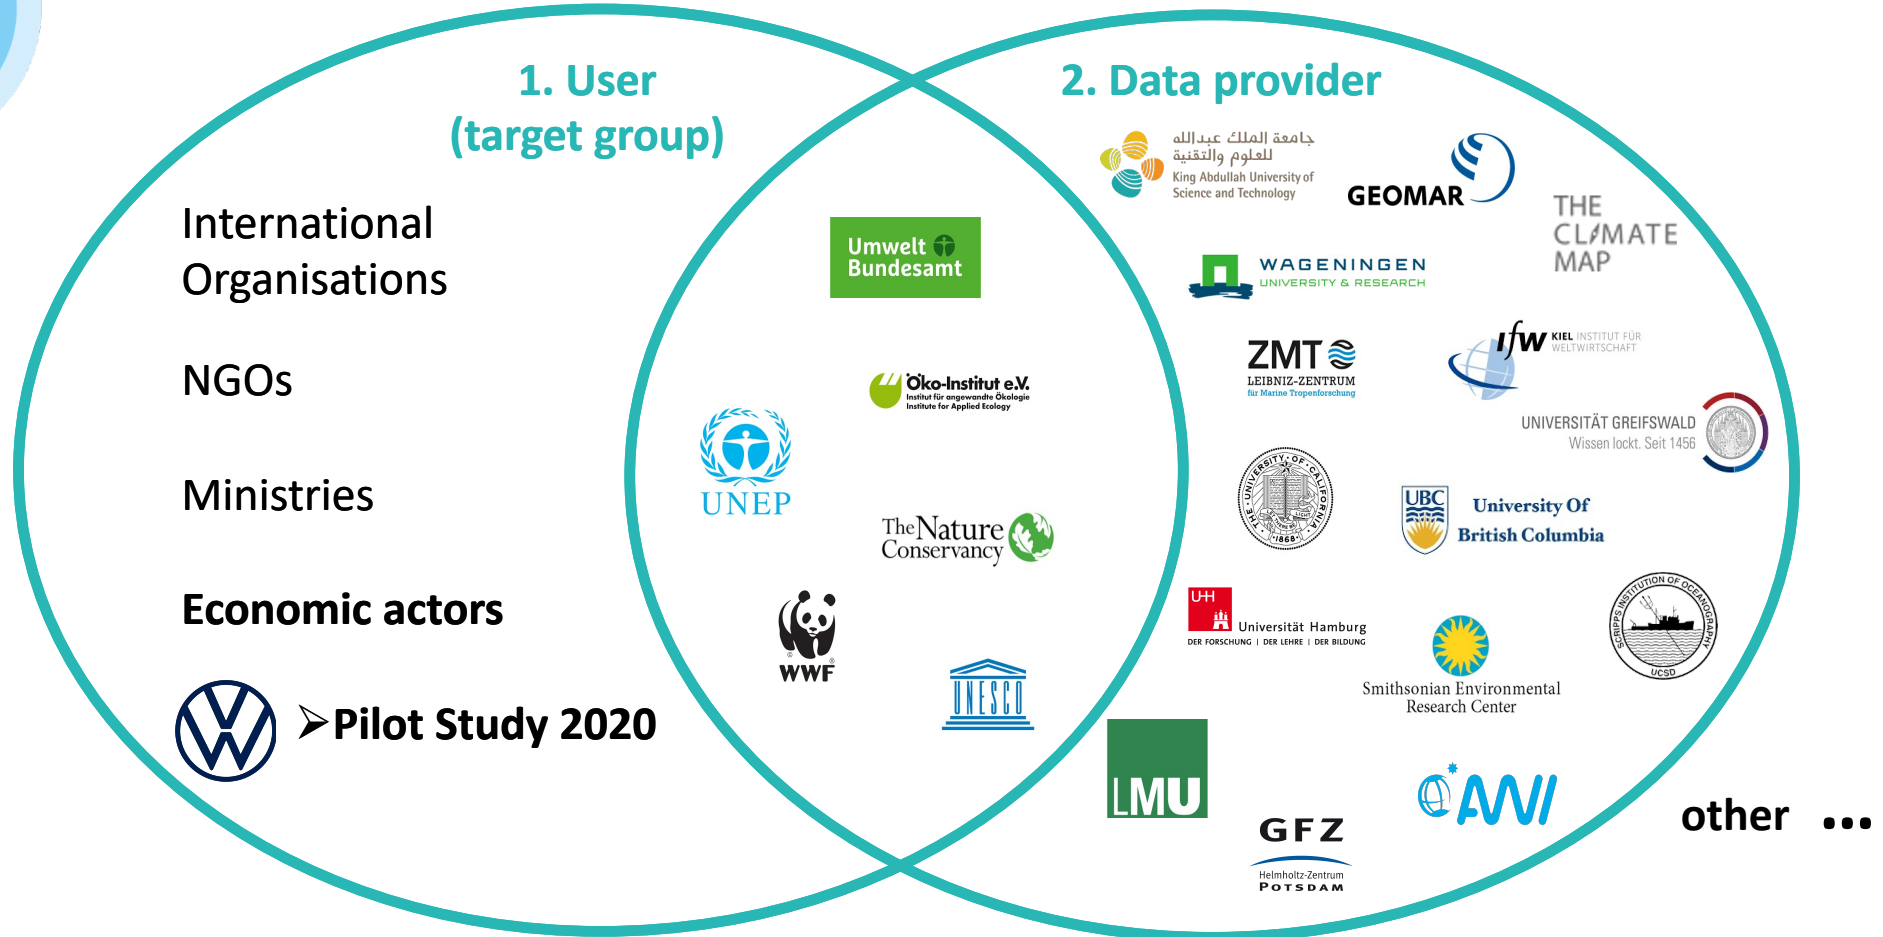 1. User
(target group)
2. Data provider
International
Organisations
NGOs
Ministries
Economic actors
➢Pilot Study 2020
Umwelt
Bundesamt
Öko-Institut e.V.
Institut für angewandte Ökologie
Institute for Applied Ecology
UNEP
The Nature
Conservancy
WWF
UNESCO
جامعة الملك عبدالله
للعلوم والتقنية
King Abdullah University of
Science and Technology
GEOMAR
THE
CLIMATE
MAP
WAGENINGEN
UNIVERSITY & RESEARCH
ZMT
LEIBNIZ-ZENTRUM
für Marine Tropenforschung
ifw KIEL INSTITUT FÜR
WELTWIRTSCHAFT
UNIVERSITÄT GREIFSWALD
Wissen lockt. Seit 1456
THE·UNIVERSITY·OF·CALIFORNIA
LET THERE BE LIGHT
·1868·
UBC
University Of
British Columbia
UHH
Universität Hamburg
DER FORSCHUNG | DER LEHRE | DER BILDUNG
Smithsonian Environmental
Research Center
SCRIPPS INSTITUTION OF OCEANOGRAPHY
UCSD
LMU
GFZ
Helmholtz-Zentrum
POTSDAM
AWI
other ...